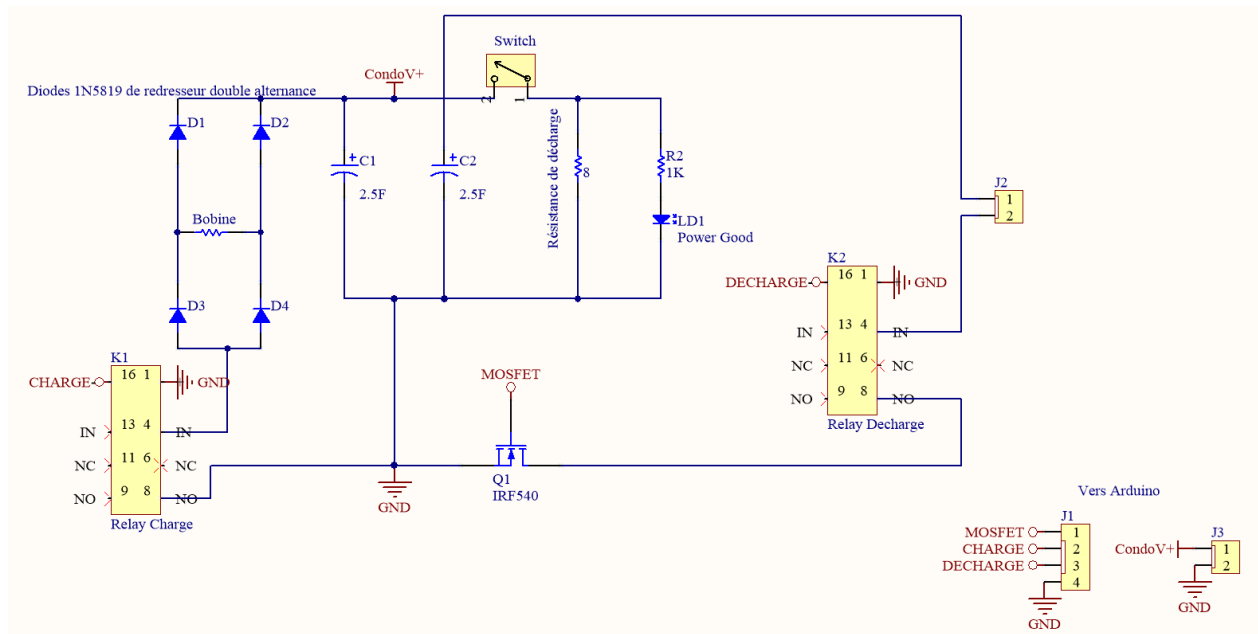 Switch
CondoV+
Diodes 1N5819 de redresseur double alternance
2
1
D1
D2
C1
2.5F
C2
2.5F
Résistance de décharge
8
R2
1K
LD1
Power Good
J2
1
2
Bobine
D3
D4
K2
DECHARGE
16 1
GND
IN
13 4
IN
NC
11 6
NC
NO
9 8
NO
Relay Decharge
K1
CHARGE
16 1
GND
IN
13 4
IN
NC
11 6
NC
NO
9 8
NO
Relay Charge
MOSFET
Q1
IRF540
GND
Vers Arduino
J1
MOSFET
1
CHARGE
2
DECHARGE
3
4
GND
J3
CondoV+
1
2
GND